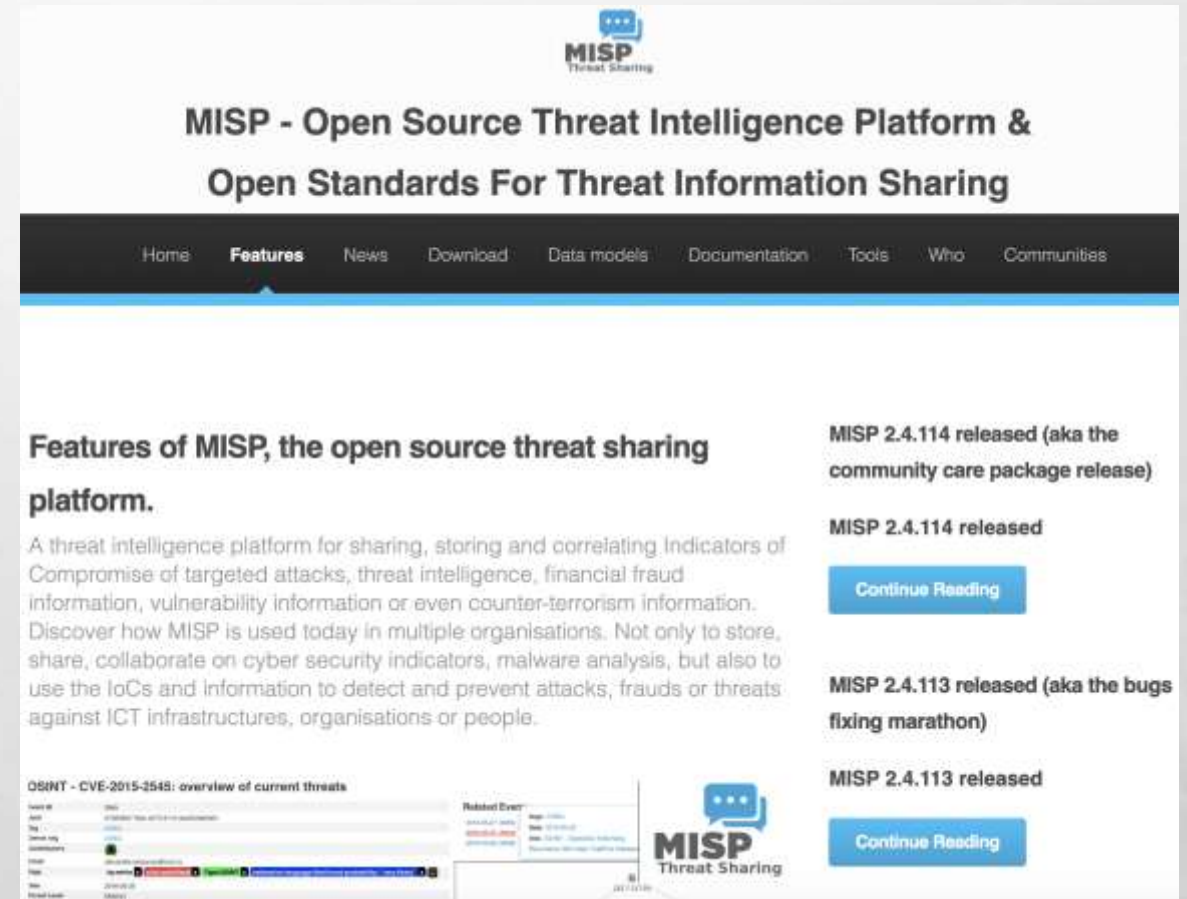 MISP
Threat Sharing
MISP - Open Source Threat Intelligence Platform &
Open Standards For Threat Information Sharing
Home Features News Download Data models Documentation Tools Who Communities
Features of MISP, the open source threat sharing
platform.
A threat intelligence platform for sharing, storing and correlating Indicators of
Compromise of targeted attacks, threat intelligence, financial fraud
information, vulnerability information or even counter-terrorism information.
Discover how MISP is used today in multiple organisations. Not only to store,
share, collaborate on cyber security indicators, malware analysis, but also to
use the IoCs and information to detect and prevent attacks, frauds or threats
against ICT infrastructures, organisations or people.
OSINT - CVE-2015-2545: overview of current threats
Related Even
MISP
Threat Sharing
MISP 2.4.114 released (aka the
community care package release)
MISP 2.4.114 released
Continue Reading
MISP 2.4.113 released (aka the bugs
fixing marathon)
MISP 2.4.113 released
Continue Reading